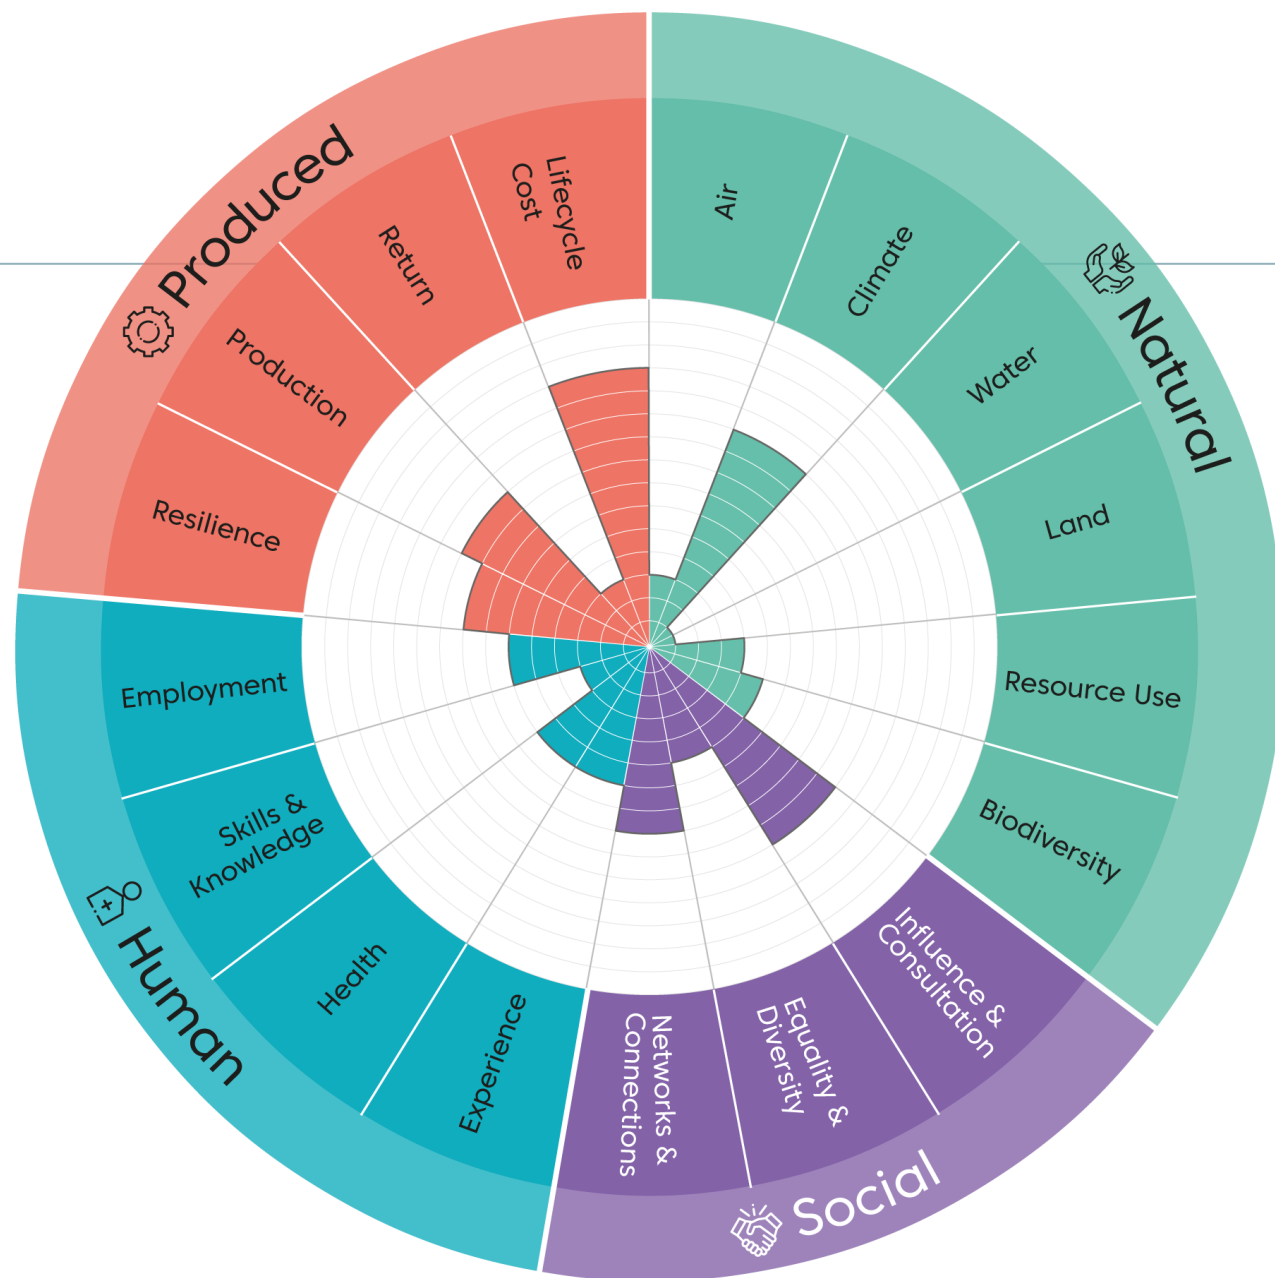 Produced
Lifecycle
Cost
Return
Production
Resilience
Natural
Air
Climate
Water
Land
Resource Use
Biodiversity
Social
Influence &
Consultation
Equality &
Diversity
Networks &
Connections
Human
Experience
Health
Skills &
Knowledge
Employment